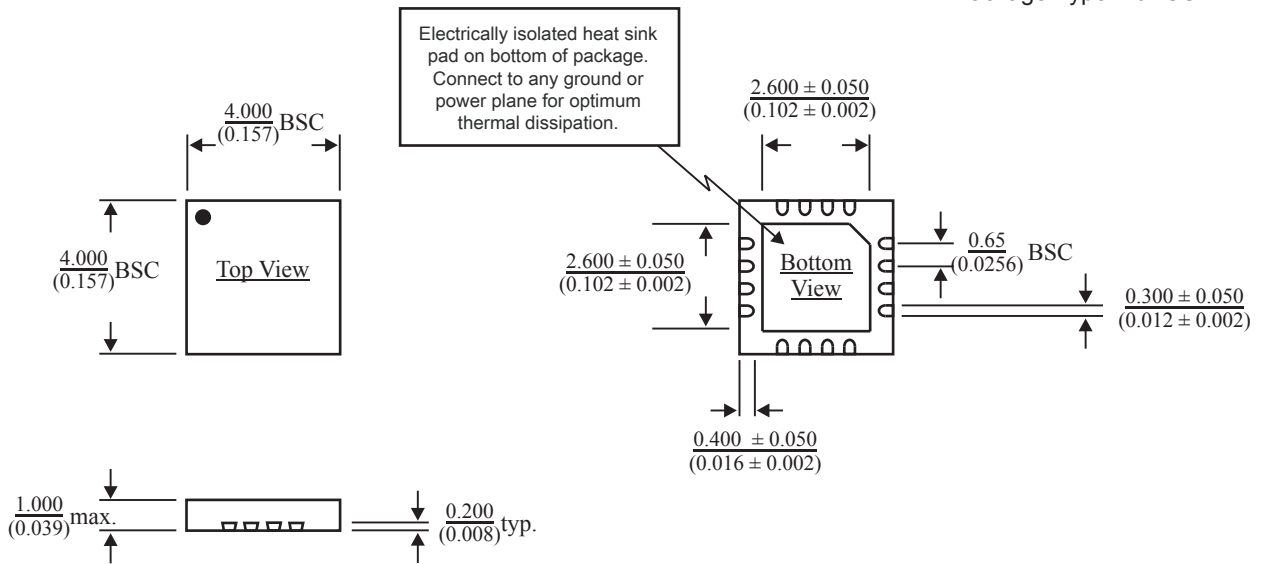 Electrically isolated heat sink
pad on bottom of package.
Connect to any ground or
power plane for optimum
thermal dissipation.
4.000
(0.157) BSC
2.600 ± 0.050
(0.102 ± 0.002)
4.000
(0.157) BSC
Top View
2.600 ± 0.050
(0.102 ± 0.002)
Bottom
View
0.65
(0.0256) BSC
0.300 ± 0.050
(0.012 ± 0.002)
0.400 ± 0.050
(0.016 ± 0.002)
1.000
(0.039) max.
0.200
(0.008) typ.